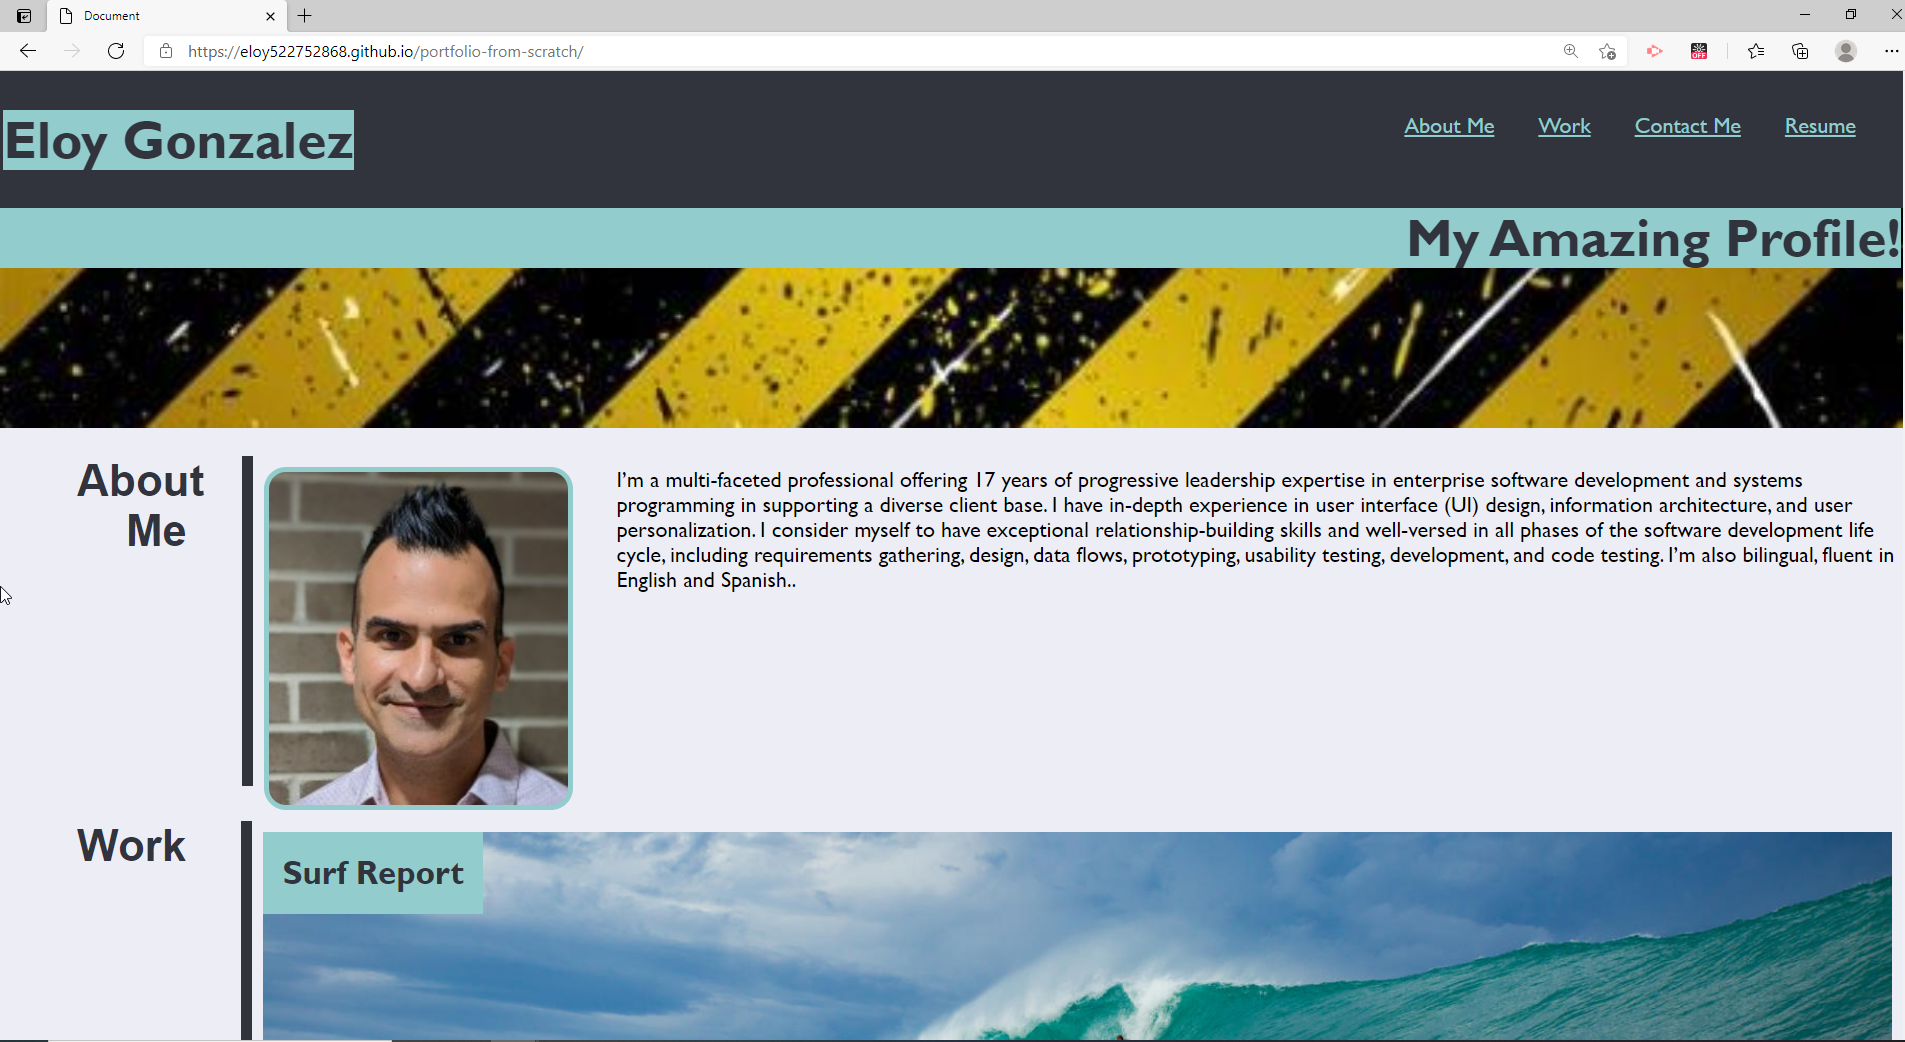 Document
https://eloy522752868.github.io/portfolio-from-scratch/
OFF
Eloy Gonzalez
About Me
Work
Contact Me
Resume
My Amazing Profile!
About
Me
I'm a multi-faceted professional offering 17 years of progressive leadership expertise in enterprise software development and systems
programming in supporting a diverse client base. I have in-depth experience in user interface (UI) design, information architecture, and user
personalization. I consider myself to have exceptional relationship-building skills and well-versed in all phases of the software development life
cycle, including requirements gathering, design, data flows, prototyping, usability testing, development, and code testing. I'm also bilingual, fluent in
English and Spanish..
Work
Surf Report